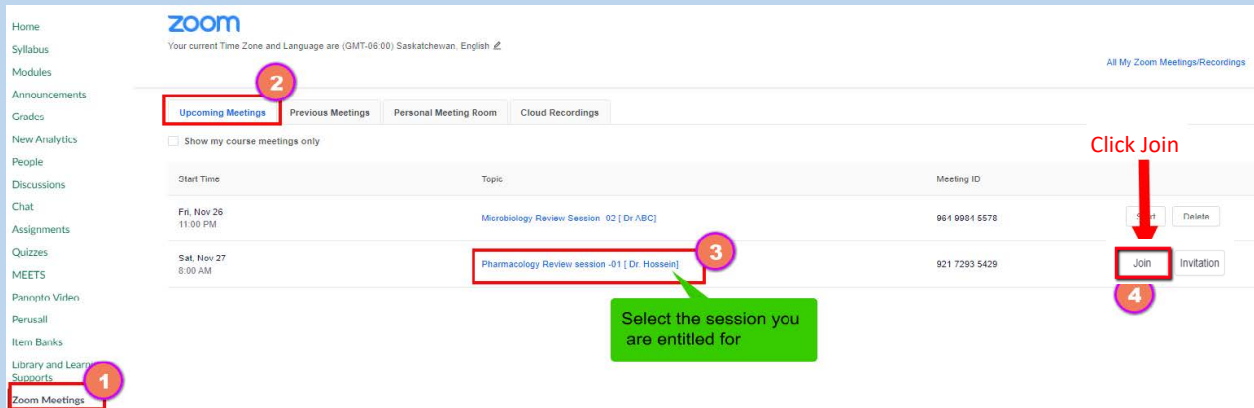 Home
Syllabus
Modules
Announcements
Grades
New Analytics
People
Discussions
Chat
Assignments
Quizzes
MEETS
Panopto Video
Perusall
Item Banks
Library and Learn
Supports
1
Zoom Meetings
zoom
Your current Time Zone and Language are (GMT-06:00) Saskatchewan, English
All My Zoom Meetings/Recordings
2
Upcoming Meetings Previous Meetings Personal Meeting Room Cloud Recordings
Show my course meetings only
Click Join
Start Time Topic Meeting ID
Fri, Nov 26
11:00 PM
Microbiology Review Session 02 [ Dr ABC] 964 9984 5578 Delete
Sat, Nov 27
8:00 AM
Pharmacology Review session -01 [ Dr. Hossein] 921 7293 5429 Join Invitation
3
4
Select the session you
are entitled for